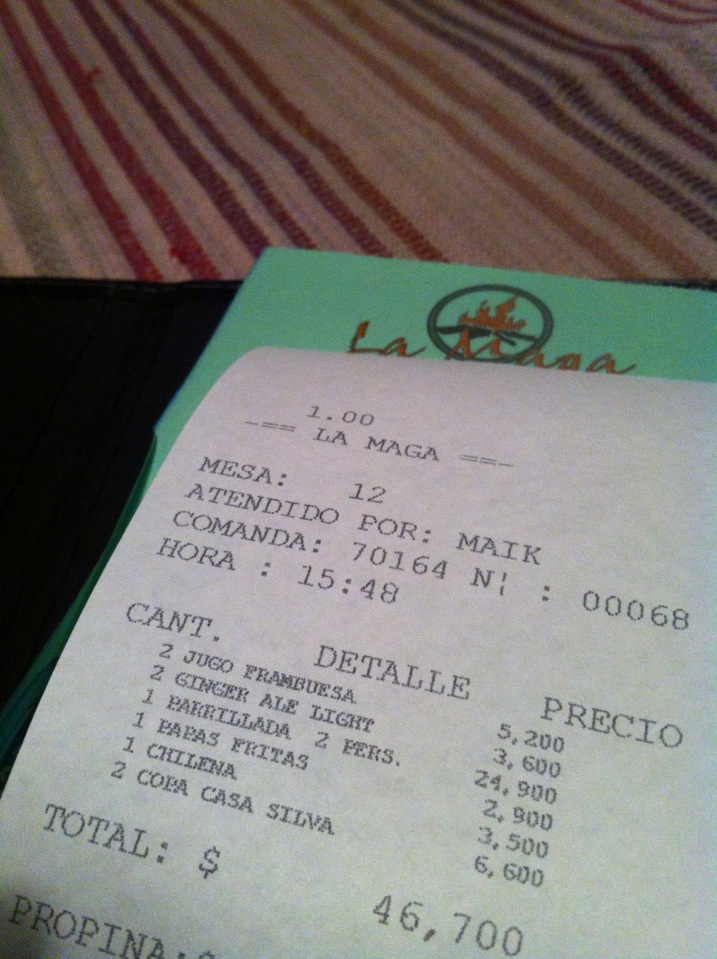 La Maga
1.00
-== LA MAGA ==-
MESA: 12
ATENDIDO POR: MAIK
COMANDA: 70164 N¦ : 00068
HORA : 15:48
CANT. DETALLE PRECIO
2 JUGO FRAMBUESA 5,200
2 GINGER ALE LIGHT 3,600
1 PARRILLADA 2 PERS. 24,900
1 PAPAS FRITAS 2,900
1 CHILENA 3,500
2 COPA CASA SILVA 6,600
TOTAL: $ 46,700
PROPINA:$